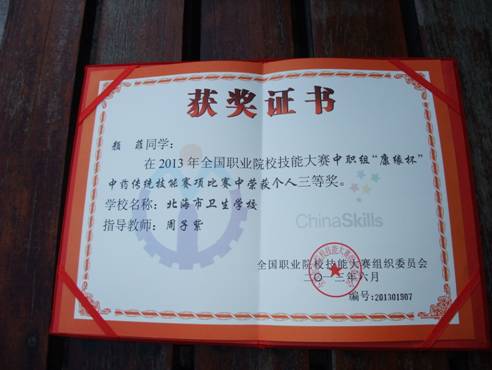 获奖证书
莊同学：
在2013年全国职业院校技能大赛中职组“康缘杯”
中药传统技能赛项比赛中荣获个人三等奖。
学校名称：北海市卫生学校
指导教师：周子紫
ChinaSkills
全国职业院校技能大赛组织委员会
二〇一三年六月
编号:201301907